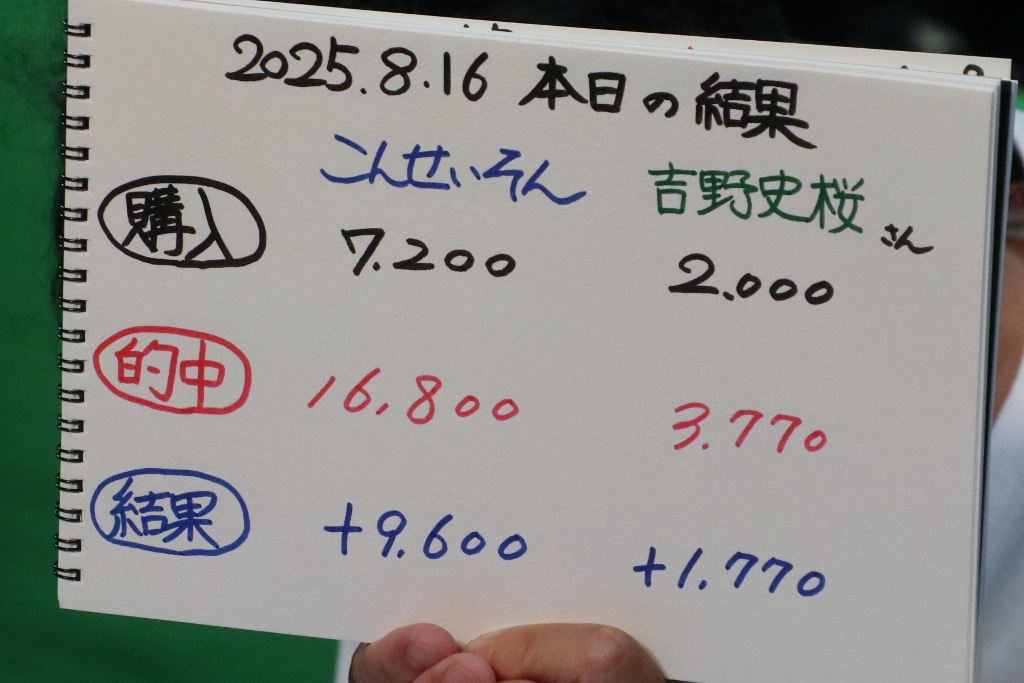 2025.8.16 本日の結果
こんせいそん 吉野史桜さん
購入 7.200 2.000
的中 16,800 3.770
結果 +9.600 +1.770